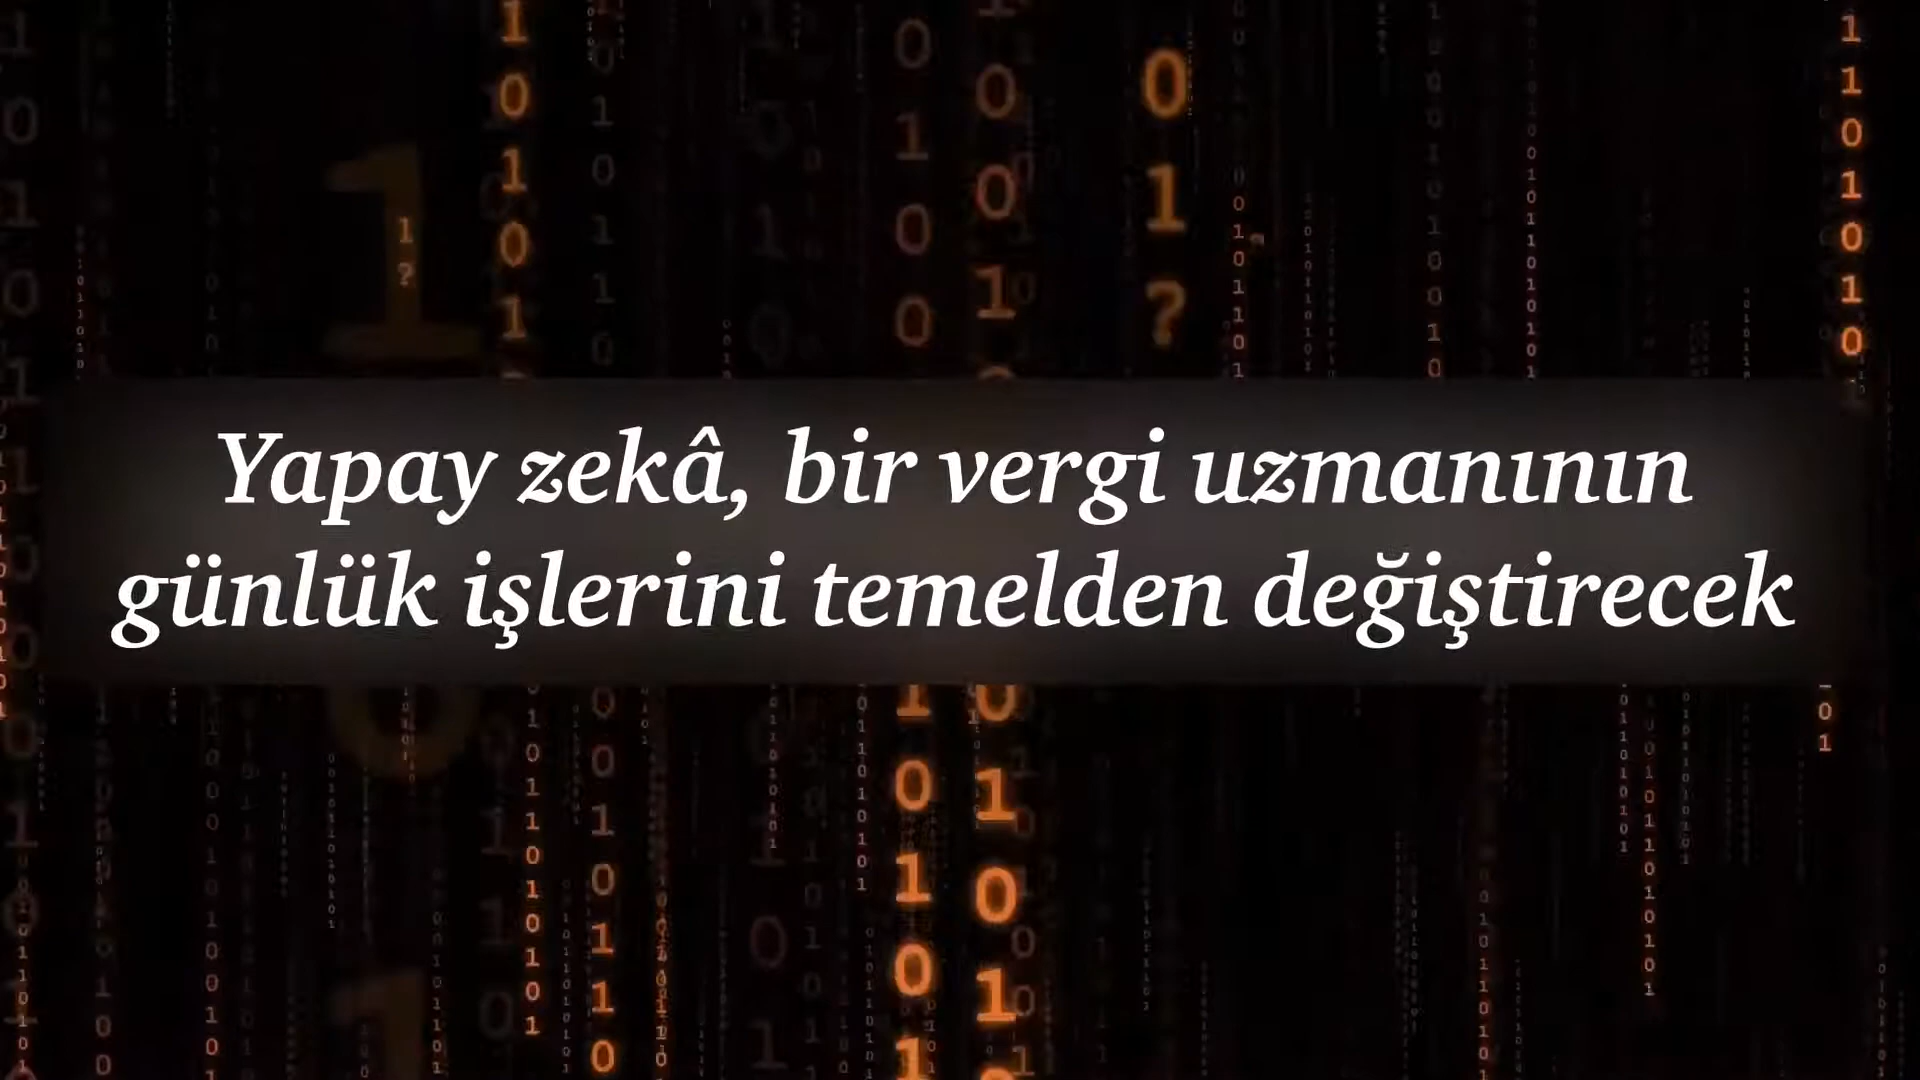 Yapay zekâ, bir vergi uzmanının
günlük işlerini temelden değiştirecek